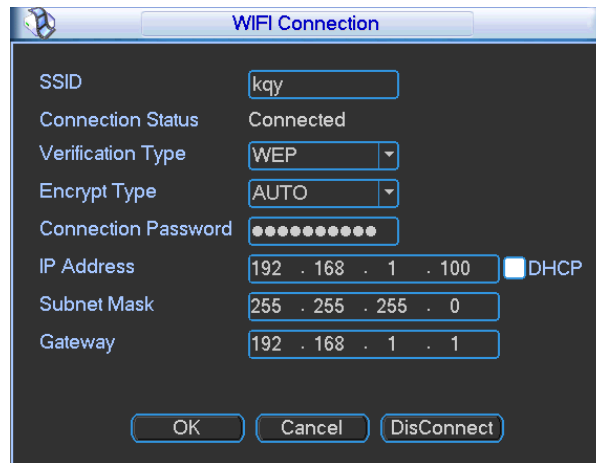 WIFI Connection
SSID kqy
Connection Status Connected
Verification Type WEP
Encrypt Type AUTO
Connection Password ●●●●●●●●●●
IP Address 192 . 168 . 1 . 100 DHCP
Subnet Mask 255 . 255 . 255 . 0
Gateway 192 . 168 . 1 . 1
OK Cancel DisConnect